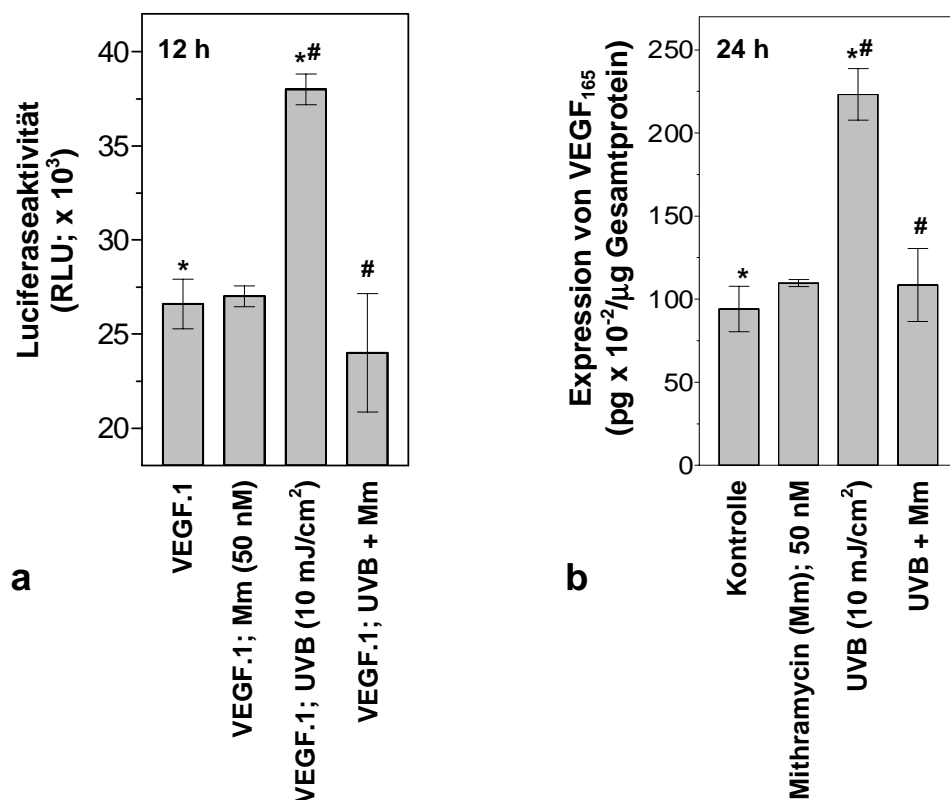 12 h
Luciferaseaktivität
(RLU; x 10³)
40
35
30
25
20
*
*#
#
VEGF.1
VEGF.1; Mm (50 nM)
VEGF.1; UVB (10 mJ/cm²)
VEGF.1; UVB + Mm
a
24 h
Expression von VEGF₁₆₅
(pg x 10⁻²/µg Gesamtprotein)
250
200
150
100
50
0
*
*#
#
Kontrolle
Mithramycin (Mm); 50 nM
UVB (10 mJ/cm²)
UVB + Mm
b